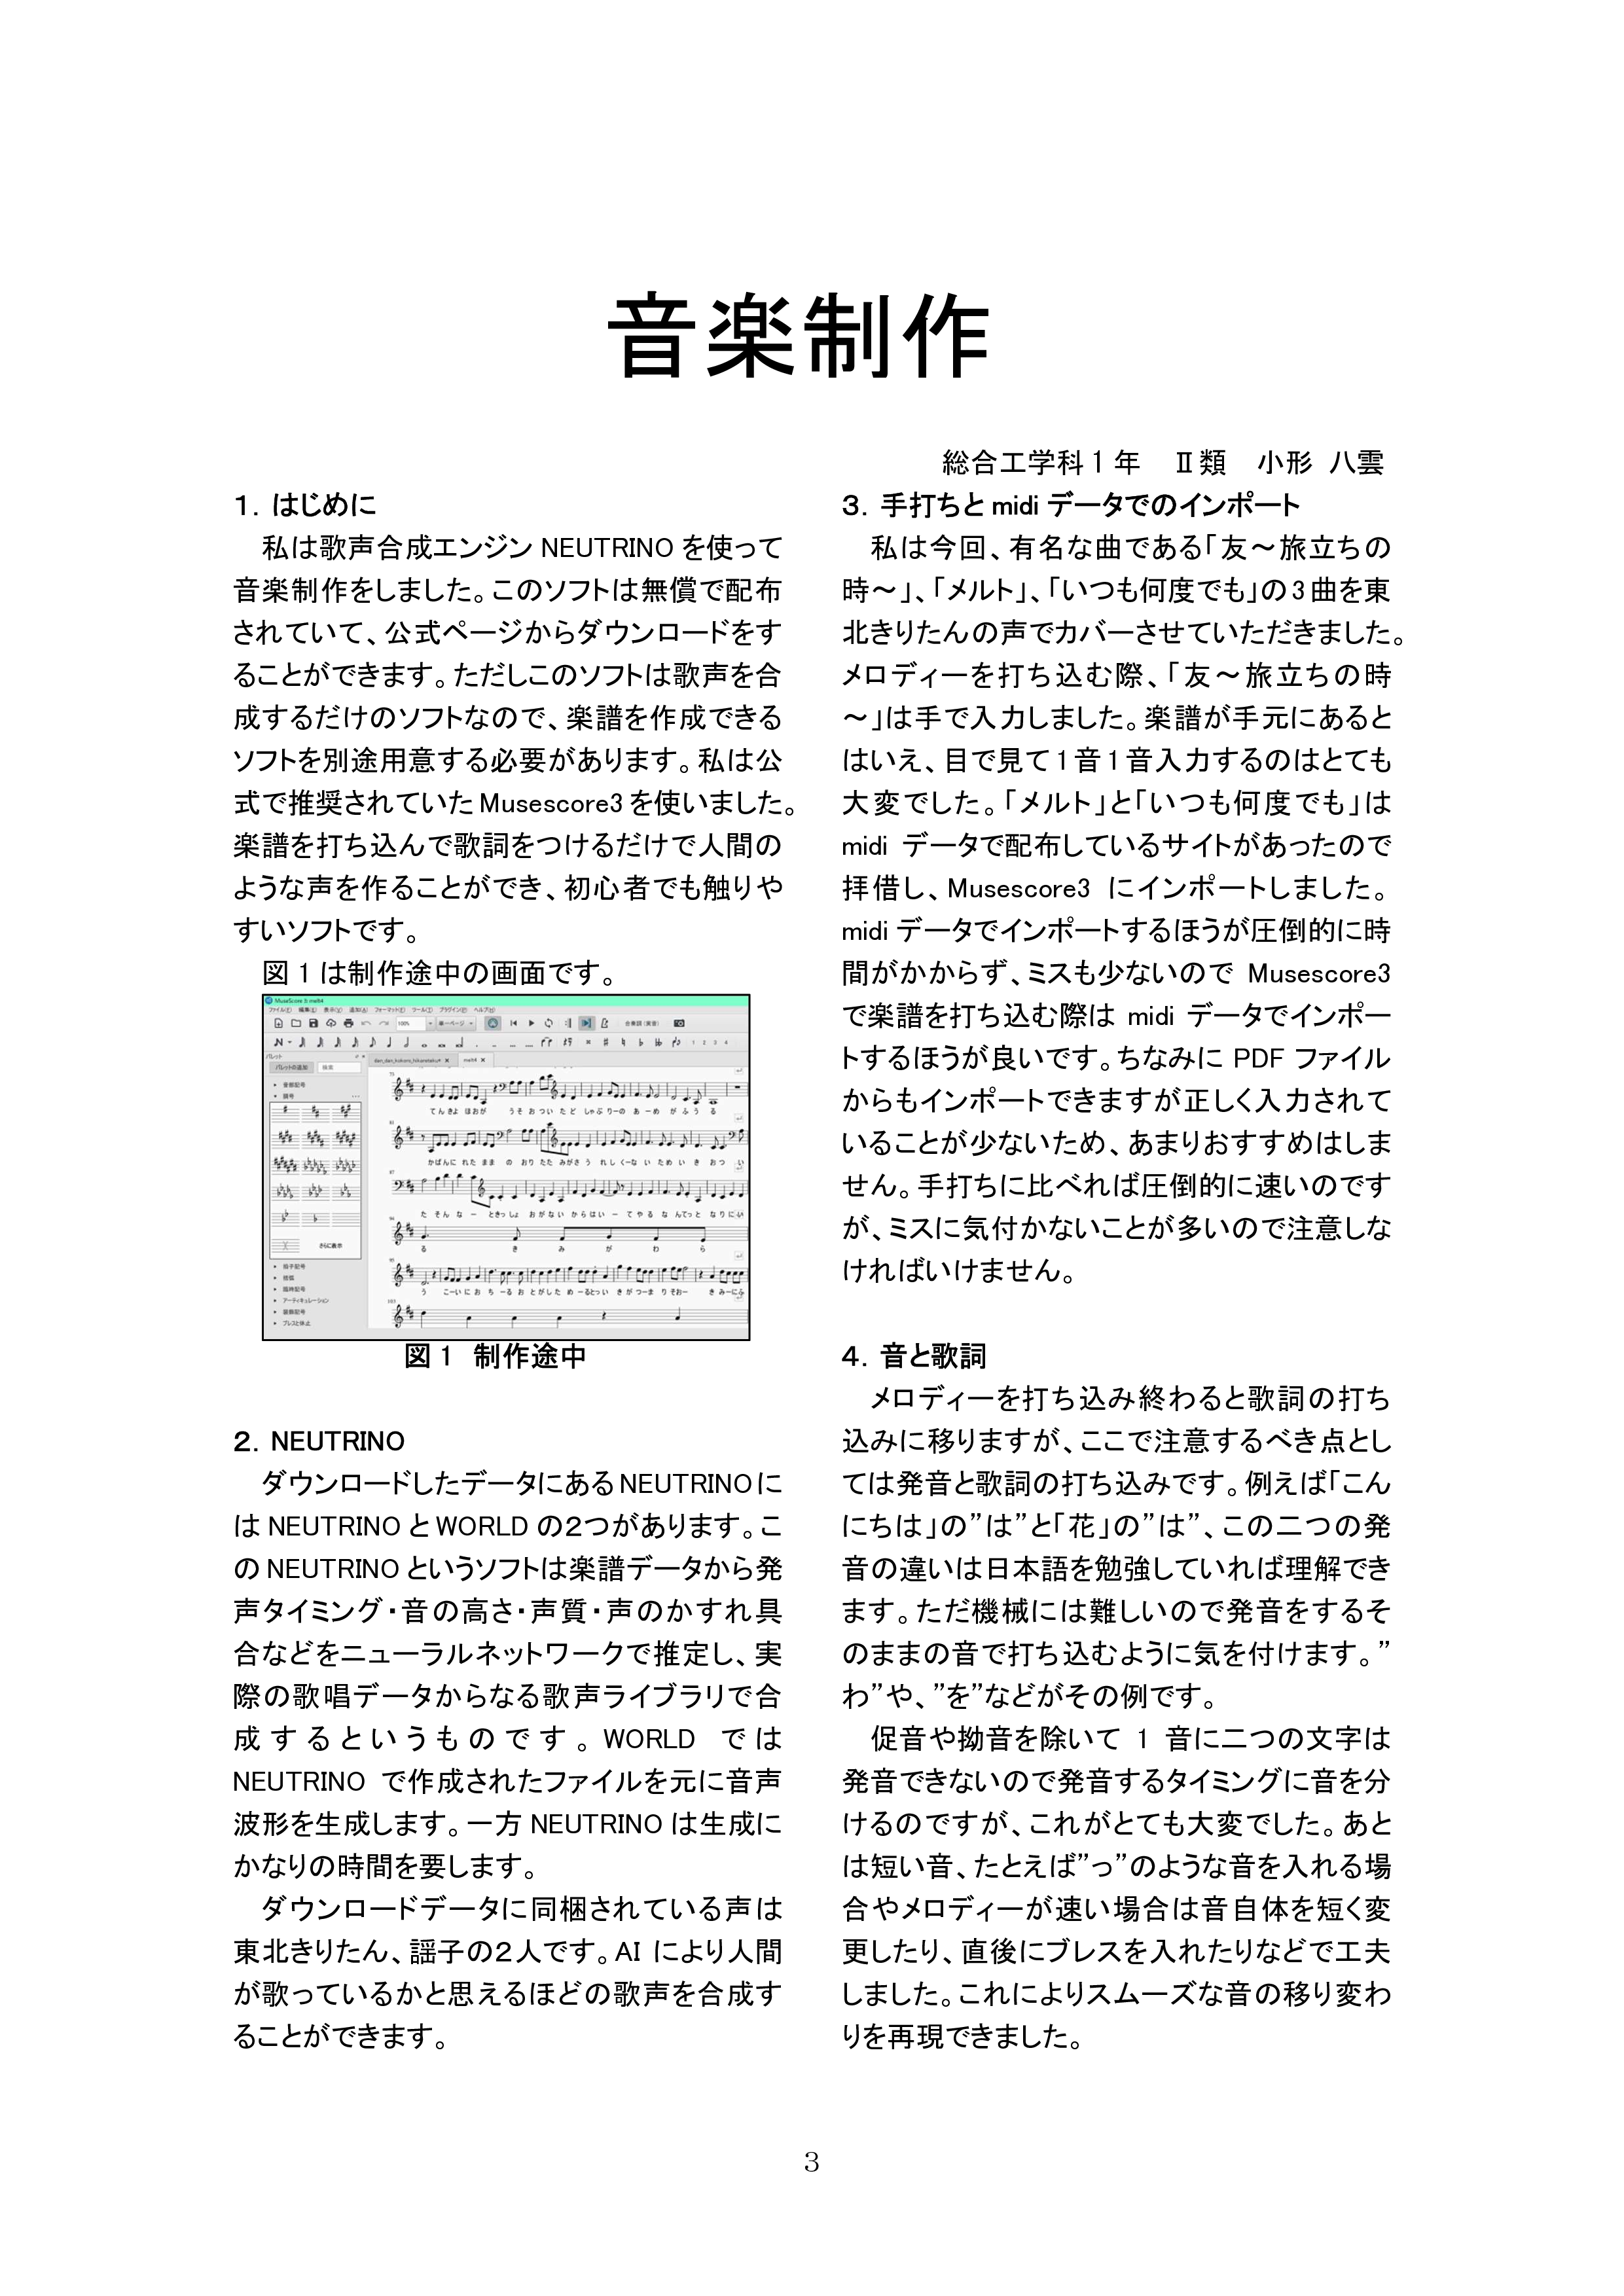 音楽制作
総合工学科1年　Ⅱ類　小形 八雲
1. はじめに
私は歌声合成エンジン NEUTRINO を使って
音楽制作をしました。このソフトは無償で配布
されていて、公式ページからダウンロードをす
ることができます。ただしこのソフトは歌声を合
成するだけのソフトなので、楽譜を作成できる
ソフトを別途用意する必要があります。私は公
式で推奨されていた Musescore3 を使いました。
楽譜を打ち込んで歌詞をつけるだけで人間の
ような声を作ることができ、初心者でも触りや
すいソフトです。
図 1 は制作途中の画面です。
MuseScore 3: melt4
パレット
パレットの追加
検索
音部記号
調号
さらに表示
拍子記号
臨時記号
アーティキュレーション
ブレスと休止
図 1　制作途中
2. NEUTRINO
ダウンロードしたデータにある NEUTRINO に
は NEUTRINO と WORLD の2つがあります。こ
の NEUTRINO というソフトは楽譜データから発
声タイミング・音の高さ・声質・声のかすれ具
合などをニューラルネットワークで推定し、実
際の歌唱データからなる歌声ライブラリで合
成するというものです。WORLD では
NEUTRINO で作成されたファイルを元に音声
波形を生成します。一方 NEUTRINO は生成に
かなりの時間を要します。
ダウンロードデータに同梱されている声は
東北きりたん、謡子の2人です。AI により人間
が歌っているかと思えるほどの歌声を合成す
ることができます。
3. 手打ちと midi データでのインポート
私は今回、有名な曲である「友～旅立ちの
時～」、「メルト」、「いつも何度でも」の3曲を東
北きりたんの声でカバーさせていただきました。
メロディーを打ち込む際、「友～旅立ちの時
～」は手で入力しました。楽譜が手元にあると
はいえ、目で見て1音1音入力するのはとても
大変でした。「メルト」と「いつも何度でも」は
midi データで配布しているサイトがあったので
拝借し、Musescore3 にインポートしました。
midi データでインポートするほうが圧倒的に時
間がかからず、ミスも少ないので Musescore3
で楽譜を打ち込む際は midi データでインポー
トするほうが良いです。ちなみに PDF ファイル
からもインポートできますが正しく入力されて
いることが少ないため、あまりおすすめはしま
せん。手打ちに比べれば圧倒的に速いのです
が、ミスに気付かないことが多いので注意しな
ければいけません。
4. 音と歌詞
メロディーを打ち込み終わると歌詞の打ち
込みに移りますが、ここで注意するべき点とし
ては発音と歌詞の打ち込みです。例えば「こん
にちは」の”は”と「花」の”は”、この二つの発
音の違いは日本語を勉強していれば理解でき
ます。ただ機械には難しいので発音をするそ
のままの音で打ち込むように気を付けます。”
わ”や、”を”などがその例です。
促音や拗音を除いて 1 音に二つの文字は
発音できないので発音するタイミングに音を分
けるのですが、これがとても大変でした。あと
は短い音、たとえば”っ”のような音を入れる場
合やメロディーが速い場合は音自体を短く変
更したり、直後にブレスを入れたりなどで工夫
しました。これによりスムーズな音の移り変わ
りを再現できました。
3